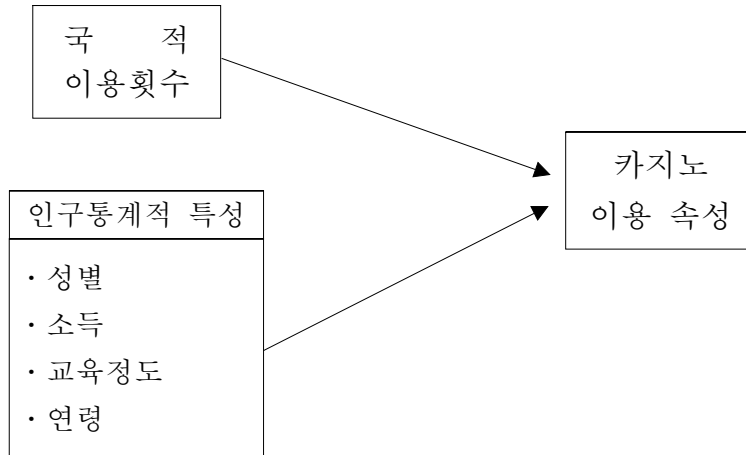 국 적
이용횟수
카지노
이용 속성
인구통계적 특성
· 성별
· 소득
· 교육정도
· 연령